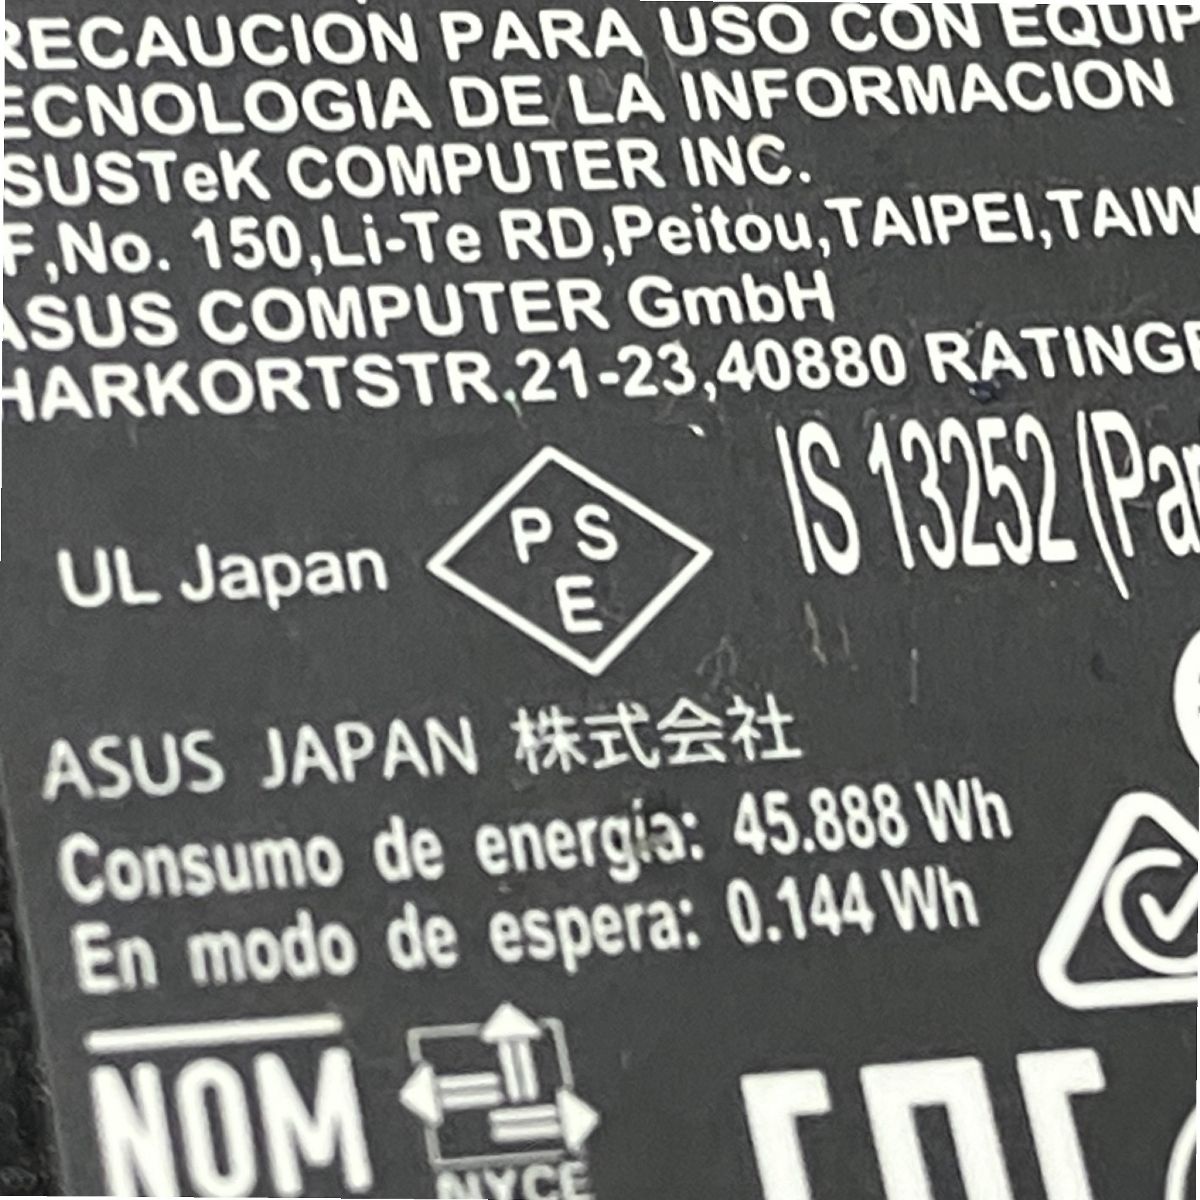 RECAUCION PARA USO CON EQUIP
ECNOLOGIA DE LA INFORMACION
SUSTeK COMPUTER INC.
F,No. 150,Li-Te RD,Peitou,TAIPEI,TAIW
ASUS COMPUTER GmbH
HARKORTSTR.21-23,40880 RATINGE
IS 13252 (Par
UL Japan
P S
E
ASUS JAPAN 株式会社
Consumo de energía: 45.888 Wh
En modo de espera: 0.144 Wh
NOM
NYCE